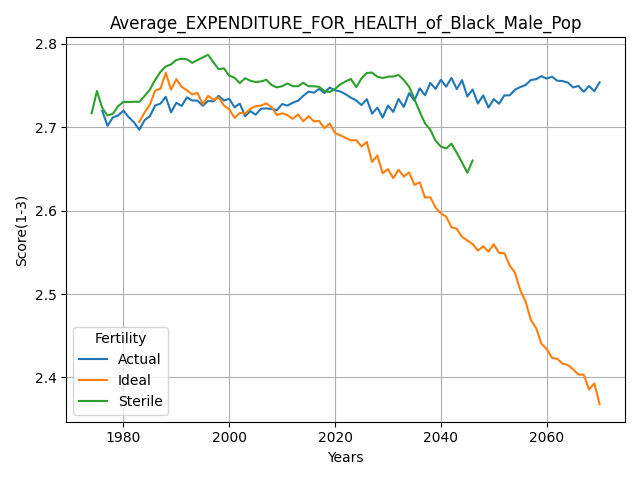 Average_EXPENDITURE_FOR_HEALTH_of_Black_Male_Pop
Score(1-3)
2.8
2.7
2.6
2.5
2.4
Fertility
Actual
Ideal
Sterile
1980 2000 2020 2040 2060
Years